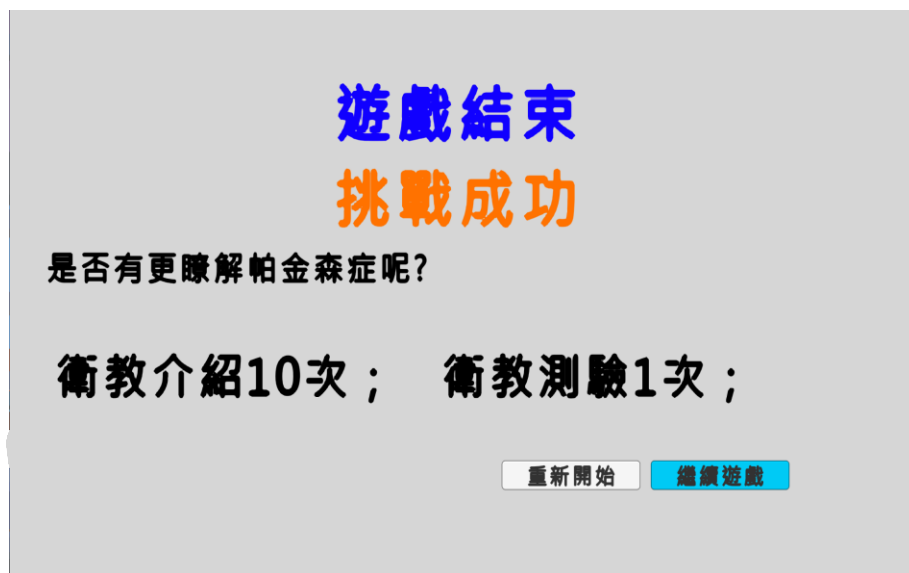 遊戲結束
挑戰成功
是否有更瞭解帕金森症呢?
衛教介紹10次； 衛教測驗1次；
重新開始 繼續遊戲